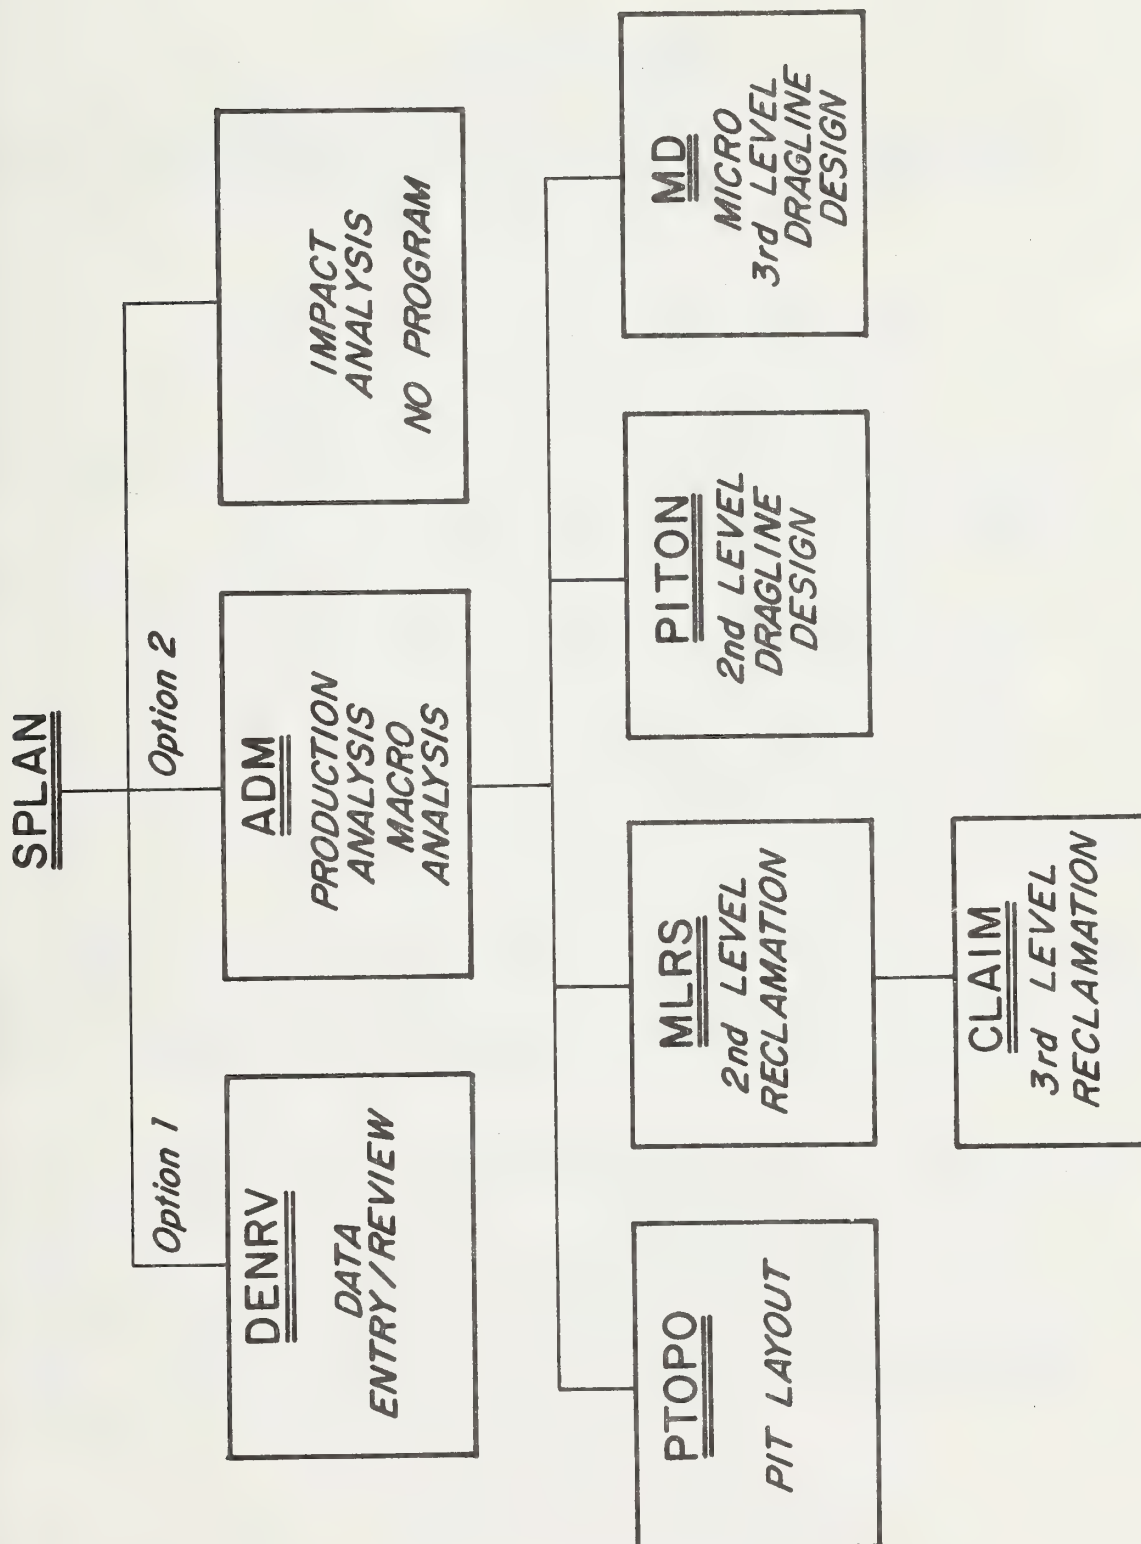 SPLAN
Option 1
Option 2
DENRV
DATA
ENTRY/REVIEW
ADM
PRODUCTION
ANALYSIS
MACRO
ANALYSIS
IMPACT
ANALYSIS
NO PROGRAM
PTOPO
PIT LAYOUT
MLRS
2nd LEVEL
RECLAMATION
PITON
2nd LEVEL
DRAGLINE
DESIGN
MD
MICRO
3rd LEVEL
DRAGLINE
DESIGN
CLAIM
3rd LEVEL
RECLAMATION